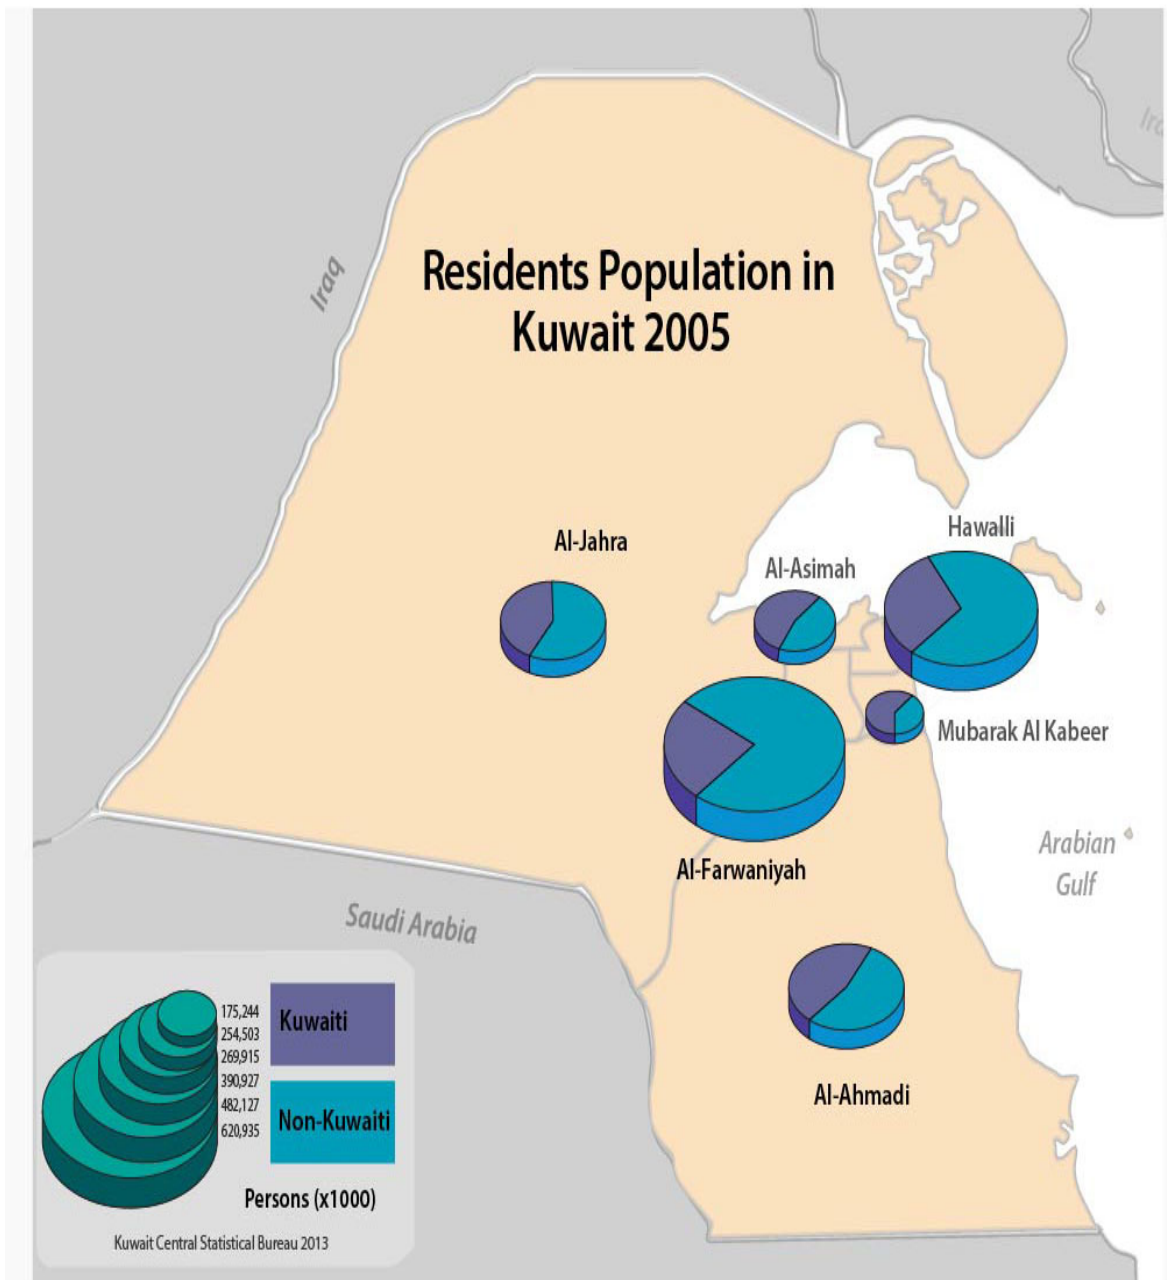 Ira
Iraq
Residents Population in
Kuwait 2005
Al-Jahra
Al-Asimah
Hawalli
Mubarak Al Kabeer
Al-Farwaniyah
Arabian
Gulf
Saudi Arabia
Al-Ahmadi
175,244
254,503
269,915
390,927
482,127
620,935
Kuwaiti
Non-Kuwaiti
Persons (x1000)
Kuwait Central Statistical Bureau 2013